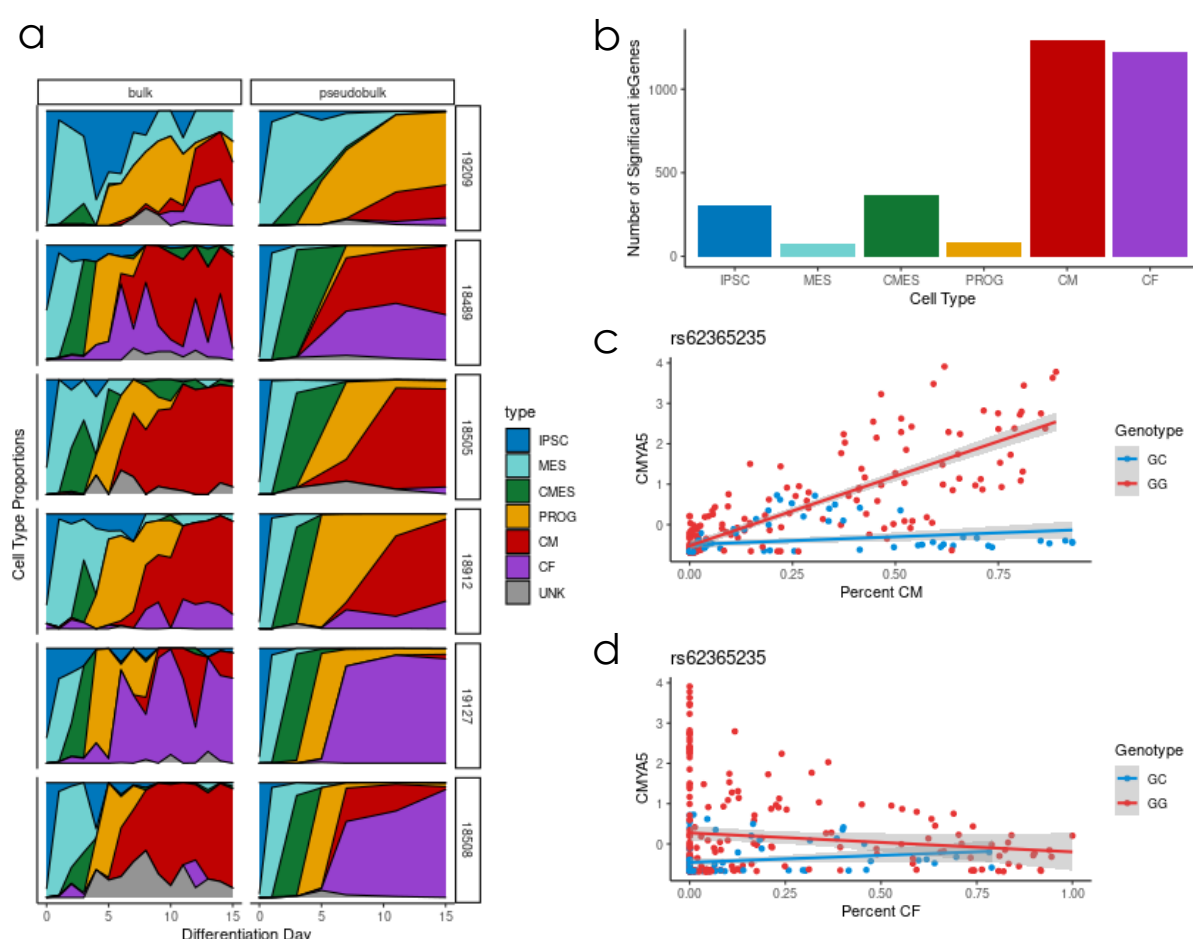 a
bulk
pseudobulk
19209
18489
18505
18912
19127
18508
Cell Type Proportions
0
5
10
15
0
5
10
15
Differentiation Day
type
IPSC
MES
CMES
PROG
CM
CF
UNK
b
Number of Significant ieGenes
1000
500
0
IPSC
MES
CMES
PROG
CM
CF
Cell Type
c
rs62365235
CMYA5
4
3
2
1
0
0.00
0.25
0.50
0.75
Percent CM
Genotype
GC
GG
d
rs62365235
CMYA5
4
3
2
1
0
0.00
0.25
0.50
0.75
1.00
Percent CF
Genotype
GC
GG